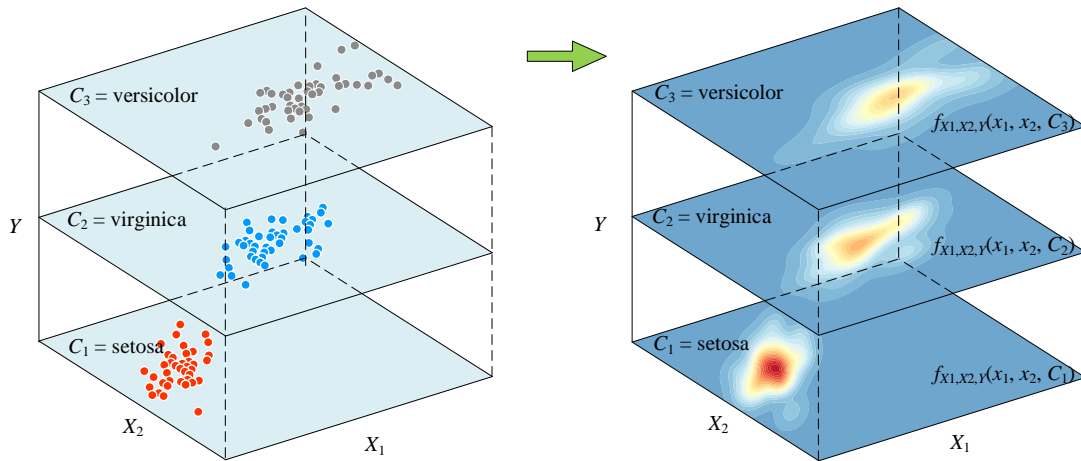 C3 = versicolor
C2 = virginica
Y
C1 = setosa
X2
X1
C3 = versicolor
fX1,X2,Y(x1, x2, C3)
C2 = virginica
Y
fX1,X2,Y(x1, x2, C2)
C1 = setosa
fX1,X2,Y(x1, x2, C1)
X2
X1